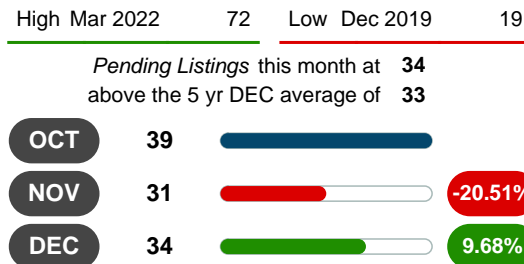 High Mar 2022 72 Low Dec 2019 19
Pending Listings this month at 34
above the 5 yr DEC average of 33
OCT 39
NOV 31 -20.51%
DEC 34 9.68%